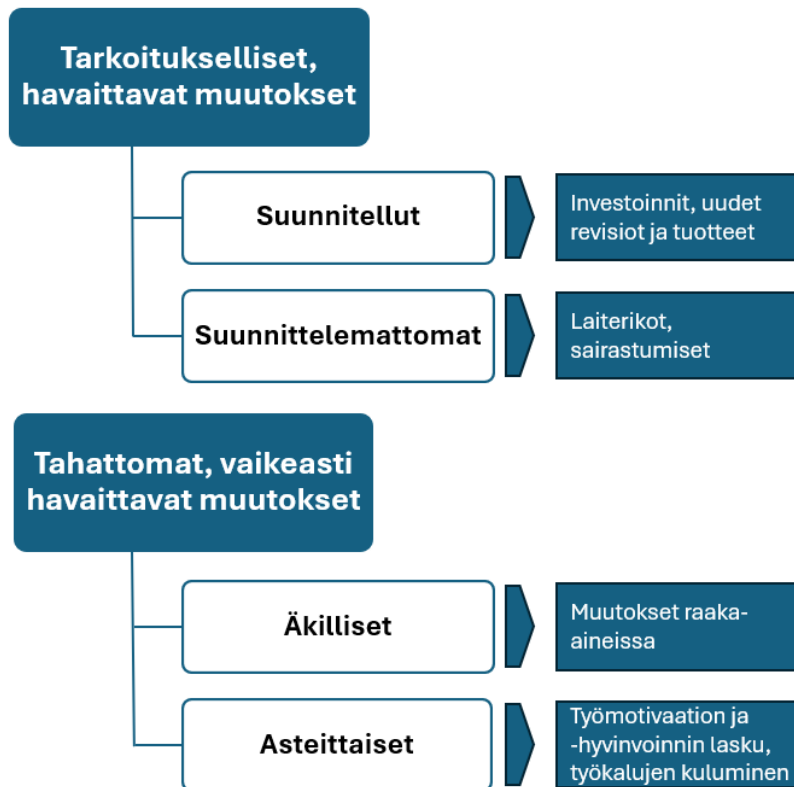 Tarkoitukselliset,
havaittavat muutokset
Suunnitellut
Investoinnit, uudet
revisiot ja tuotteet
Suunnittelemattomat
Laiterikot,
sairastumiset
Tahattomat, vaikeasti
havaittavat muutokset
Äkilliset
Muutokset raaka-
aineissa
Asteittaiset
Työmotivaation ja
-hyvinvoinnin lasku,
työkalujen kuluminen